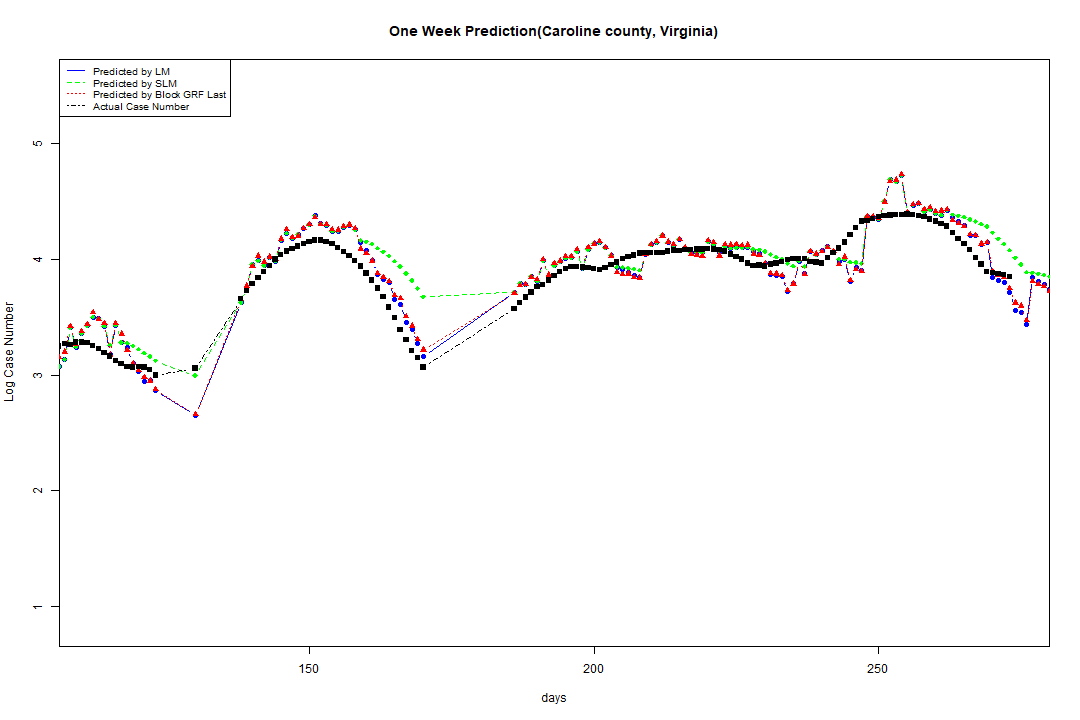 One Week Prediction(Caroline county, Virginia)
Predicted by LM
Predicted by SLM
Predicted by Block GRF Last
Actual Case Number
5
4
3
2
1
Log Case Number
150
200
250
days